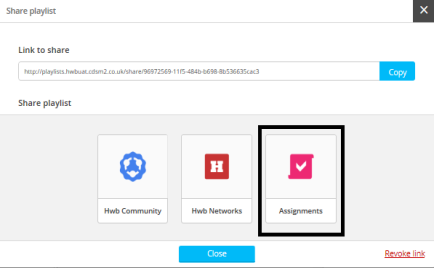 Share playlist
Link to share
http://playlists.hwbuat.cdsm2.co.uk/share/96972569-11f5-484b-b698-8b536635cac3
Copy
Share playlist
H
Hwb Community
Hwb Networks
Assignments
Close
Revoke link